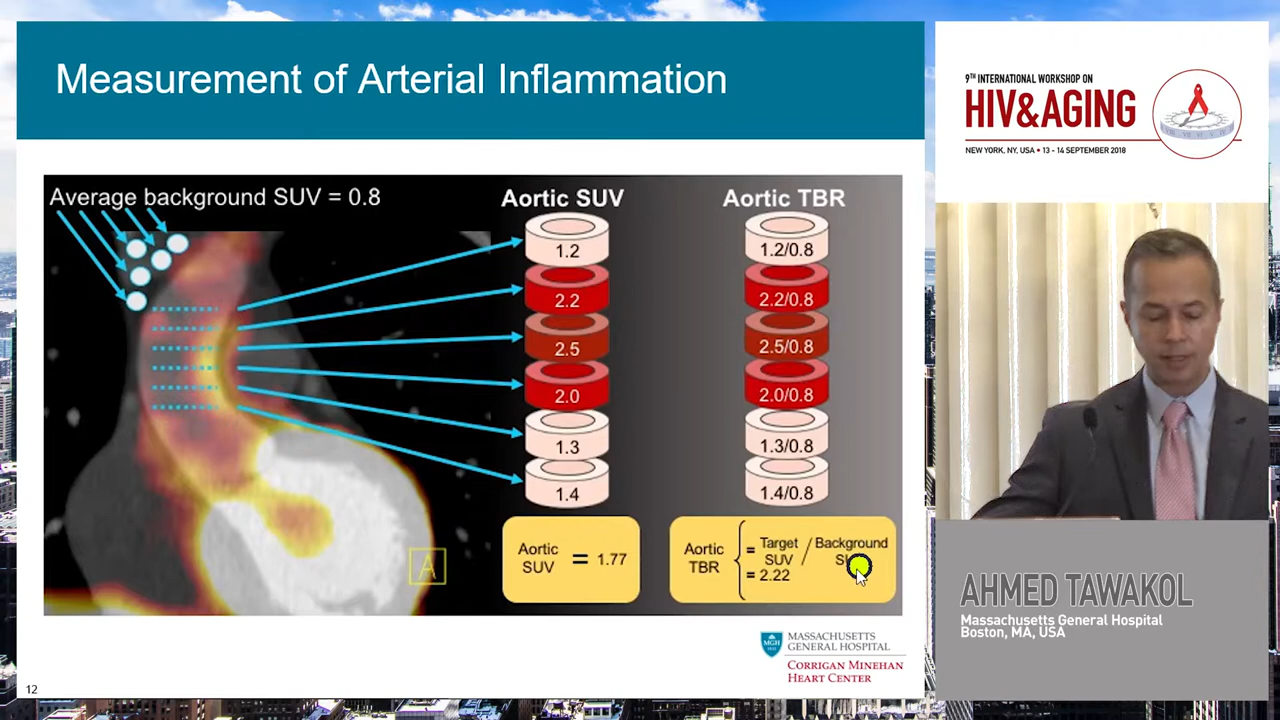 Measurement of Arterial Inflammation
Average background SUV = 0.8
Aortic SUV
1.2
2.2
2.5
2.0
1.3
1.4
Aortic TBR
1.2/0.8
2.2/0.8
2.5/0.8
2.0/0.8
1.3/0.8
1.4/0.8
Aortic
SUV
= 1.77
Aortic
TBR
= Target
SUV
/ Background
= 2.22
A
MGH
MASSACHUSETTS
GENERAL HOSPITAL
CORRIGAN MINEHAN
HEART CENTER
12
9TH INTERNATIONAL WORKSHOP ON
HIV&AGING
NEW YORK, NY, USA • 13 - 14 SEPTEMBER 2018
AHMED TAWAKOL
Massachusetts General Hospital
Boston, MA, USA